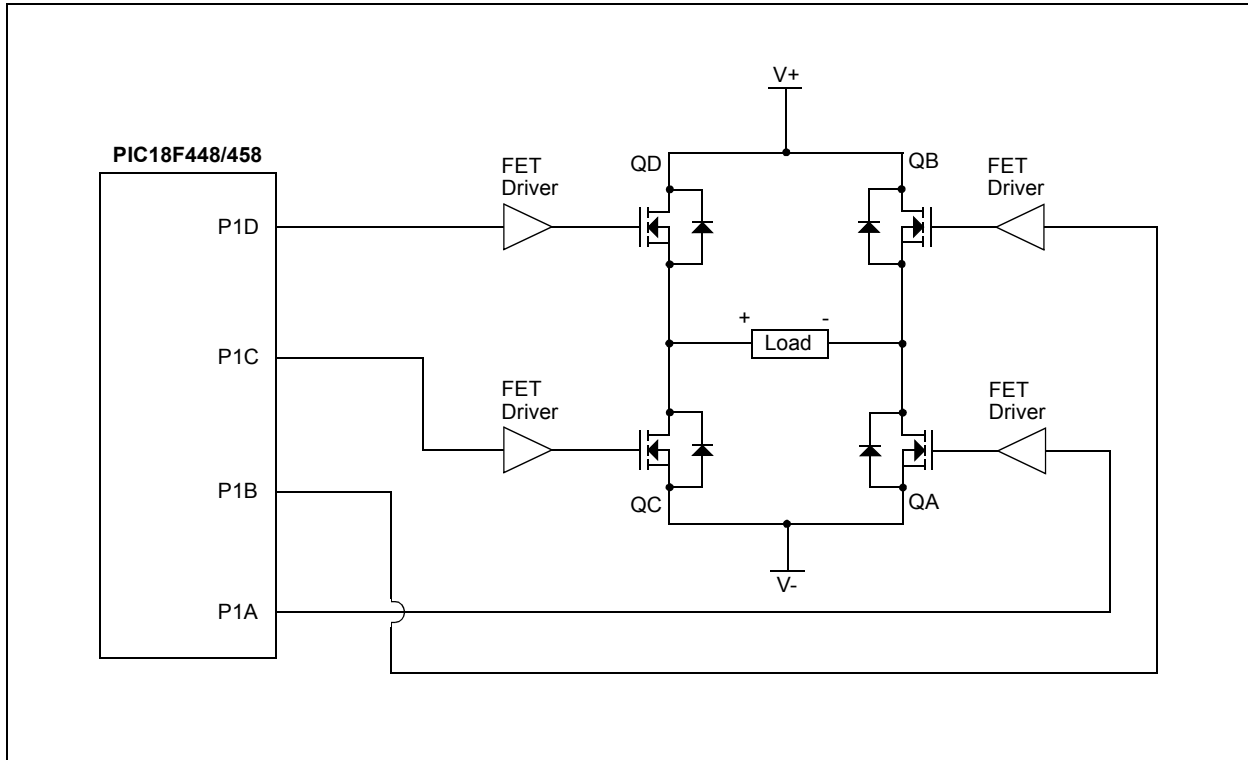 V+
PIC18F448/458
QD
QB
FET
Driver
FET
Driver
P1D
+
-
Load
P1C
FET
Driver
FET
Driver
P1B
QC
QA
V-
P1A